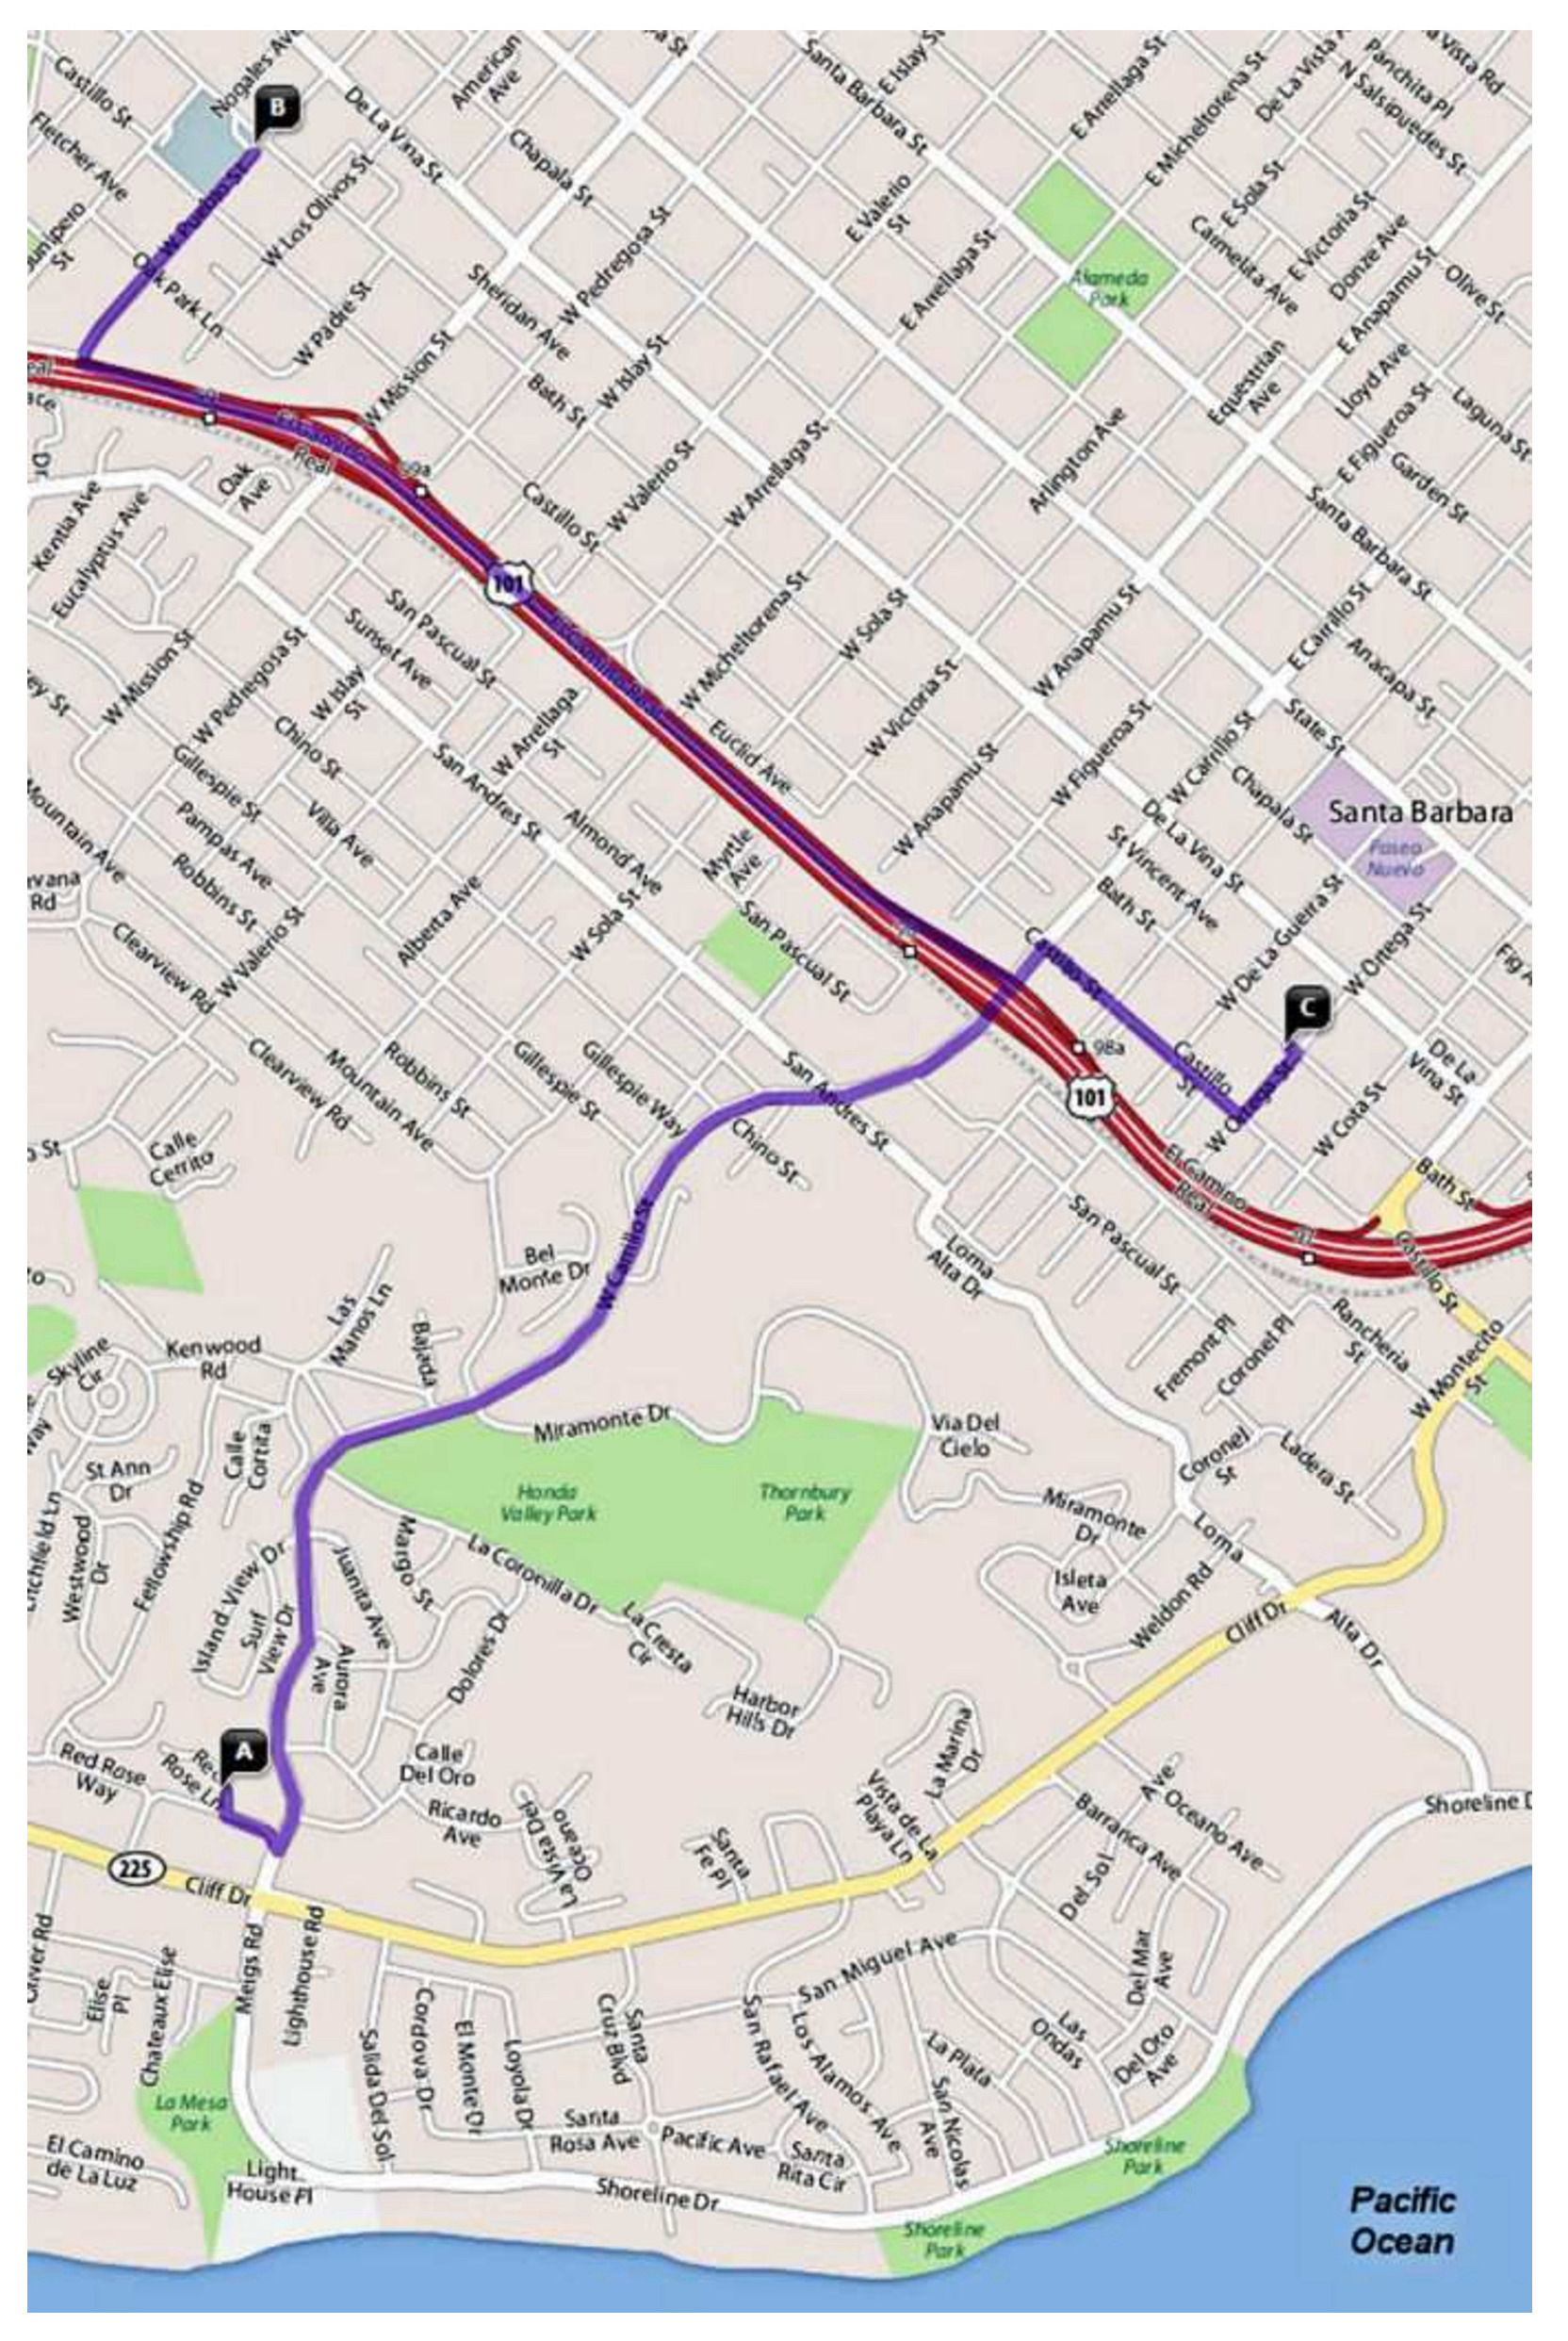 Nogales Ave
Castillo St
B
American
Ave
De La Vina St
Santa Barbara St
E Islay St
E Arrellaga St
E Micheltorena St
De La Vista
Panchita Pl
a Vista Rd
N Salsipuedes St
Fletcher Ave
Chapala St
Junipero
St
W Pueblo St
W Los Olivos St
E Valerio
St
E Sola St
E Victoria St
Carmelita Ave
Donze Ave
E Anapamu St
Olive St
Oak Park Ln
W Pedregosa St
Sheridan Ave
E Arrellaga St
Alameda
Park
W Padre St
W Mission St
W Islay St
Bath St
Equestrian
Ave
Lloyd Ave
E Figueroa St
Laguna St
El Camino
Real
Oak
Ave
Castillo St
W Valerio St
W Arrellaga St
Arlington Ave
Garden St
Santa Barbara St
Kentia Ave
Eucalyptus Ave
101
San Pascual St
Sunset Ave
W Micheltorena St
W Sola St
W Anapamu St
E Carrillo St
Anacapa St
El Camino Real
W Mission St
W Pedregosa St
W Islay
St
W Arrellaga
St
Euclid Ave
W Victoria St
State St
Chino St
Gillespie St
San Andres St
W Anapamu St
W Figueroa St
W Carrillo St
Chapala St
Santa Barbara
Paseo
Nuevo
Mountain Ave
Pampas Ave
Villa Ave
Almond Ave
Myrtle
Ave
De La Vina St
St Vincent Ave
Robbins St
Rd
Alberta Ave
W Sola St
San Pascual St
Bath St
W De La Guerra St
W Ortega St
Clearview Rd
W Valerio St
Castillo St
C
Fig A
98a
Castillo
St
W Ortega St
De La
Vina St
Clearview Rd
Mountain Ave
Robbins St
Gillespie St
Gillespie Way
San Andres St
101
W Cota St
Calle
Cerrito
Chino St
El Camino
Real
Bath St
W Carrillo St
Bel
Monte Dr
Loma
Alta Dr
San Pascual St
Castillo St
Las
Manos Ln
Bajada
Kenwood
Rd
Skyline
Cir
Fremont Pl
Coronel Pl
Rancheria
St
W Montecito
St
Miramonte Dr
Via Del
Cielo
Calle
Cortita
St Ann
Dr
Coronel
St
Ladera St
Honda
Valley Park
Thornbury
Park
Fellowship Rd
Westwood
Dr
Margo St
La Coronilla Dr
Miramonte
Dr
Loma
Alta Dr
Island View Dr
Juanita Ave
Surf
View Dr
Isleta
Ave
Weldon Rd
La Cresta
Cir
Cliff Dr
Aurora
Ave
Dolores Dr
Harbor
Hills Dr
A
Red
Rose Ln
Red Rose
Way
Calle
Del Oro
La Marina
Dr
Ricardo
Ave
La Vista Del
Oceano
Vista de La
Playa Ln
Ave
Del Sol
Oceano Ave
Barranca Ave
Shoreline D
Santa
Fe Pl
225
Cliff Dr
Meigs Rd
Lighthouse Rd
Oliver Rd
Elise
Pl
Chateaux Elise
San Miguel Ave
Del Mar
Ave
Cordova Dr
El Monte Dr
Loyola Dr
Salida Del Sol
Santa
Cruz Blvd
San Rafael Ave
Los Alamos Ave
La Plata
Las
Ondas
Del Oro
Ave
San Nicolas
Ave
La Mesa
Park
Santa
Rosa Ave
Pacific Ave
Santa
Rita Cir
Shoreline
Park
El Camino
de La Luz
Light
House Pl
Shoreline Dr
Shoreline
Park
Pacific
Ocean